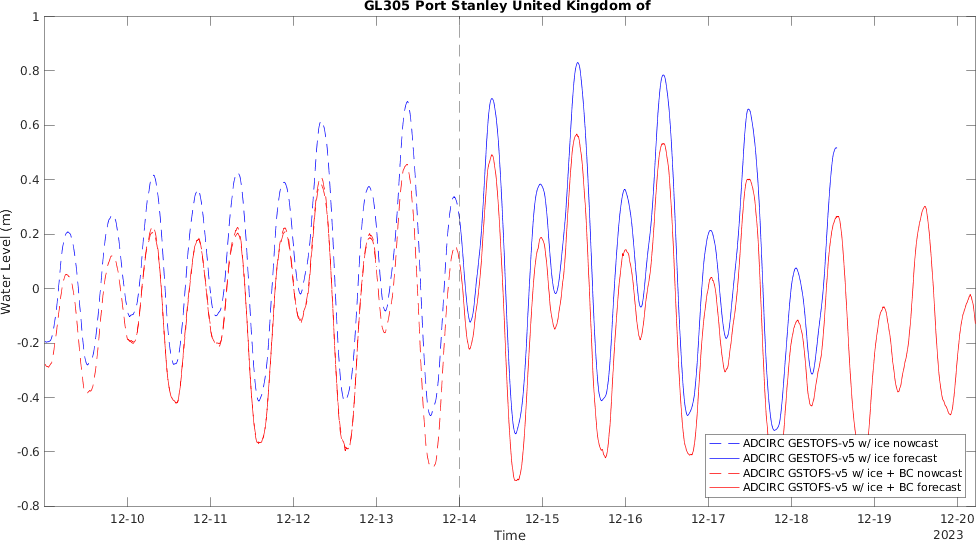 GL305 Port Stanley United Kingdom of
1
0.8
0.6
0.4
0.2
0
-0.2
-0.4
-0.6
-0.8
Water Level (m)
ADCIRC GESTOFS-v5 w/ ice nowcast
ADCIRC GESTOFS-v5 w/ ice forecast
ADCIRC GSTOFS-v5 w/ice + BC nowcast
ADCIRC GSTOFS-v5 w/ice + BC forecast
12-10 12-11 12-12 12-13 12-14 12-15 12-16 12-17 12-18 12-19 12-20
Time 2023